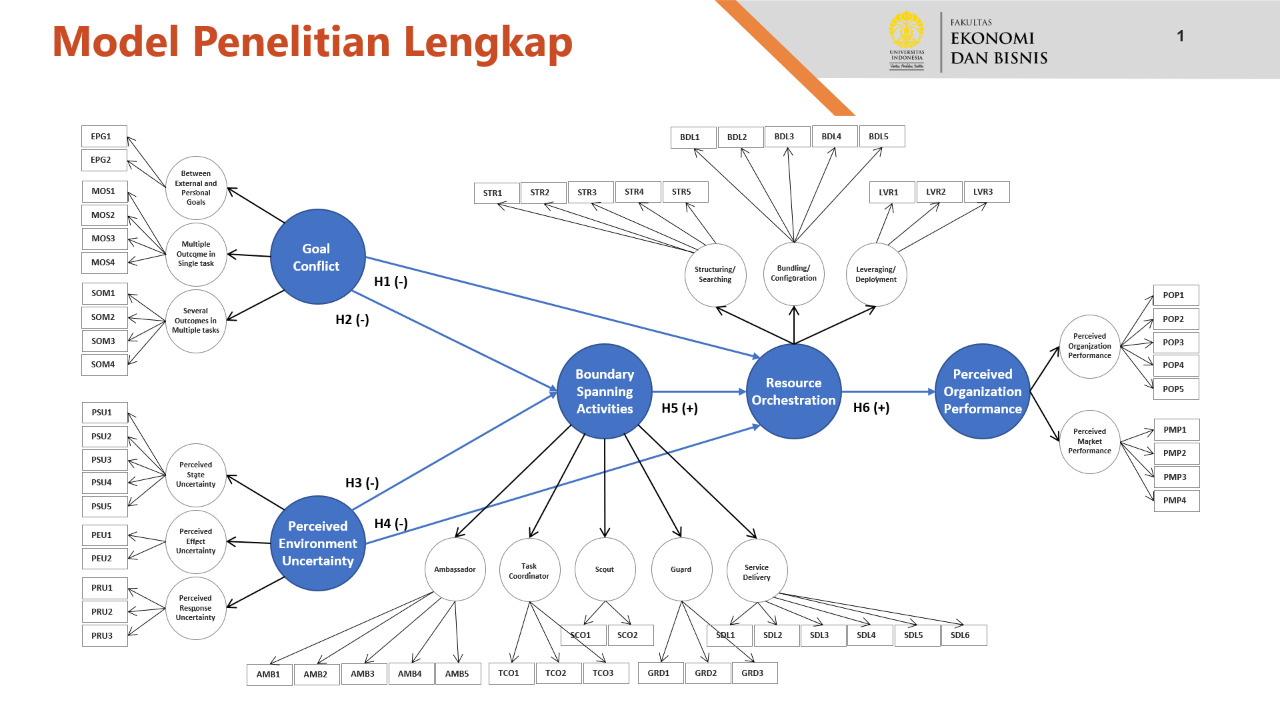 Model Penelitian Lengkap
UNIVERSITAS
INDONESIA
FAKULTAS
EKONOMI
DAN BISNIS
1
EPG1
EPG2
MOS1
MOS2
MOS3
MOS4
SOM1
SOM2
SOM3
SOM4
Between
External and
Personal
Goals
Multiple
Outcome in
Single task
Several
Outcomes in
Multiple tasks
Goal
Conflict
H1 (-)
H2 (-)
BDL1
BDL2
BDL3
BDL4
BDL5
STR1
STR2
STR3
STR4
STR5
LVR1
LVR2
LVR3
Structuring/
Searching
Bundling/
Configuration
Leveraging/
Deployment
Boundary
Spanning
Activities
H5 (+)
Resource
Orchestration
H6 (+)
Perceived
Organization
Performance
Perceived
Organization
Performance
Perceived
Market
Performance
POP1
POP2
POP3
POP4
POP5
PMP1
PMP2
PMP3
PMP4
PSU1
PSU2
PSU3
PSU4
PSU5
PEU1
PEU2
PRU1
PRU2
PRU3
Perceived
State
Uncertainty
Perceived
Effect
Uncertainty
Perceived
Response
Uncertainty
Perceived
Environment
Uncertainty
H3 (-)
H4 (-)
Ambassador
Task
Coordinator
Scout
Guard
Service
Delivery
SCO1
SCO2
SDL1
SDL2
SDL3
SDL4
SDL5
SDL6
AMB1
AMB2
AMB3
AMB4
AMB5
TCO1
TCO2
TCO3
GRD1
GRD2
GRD3